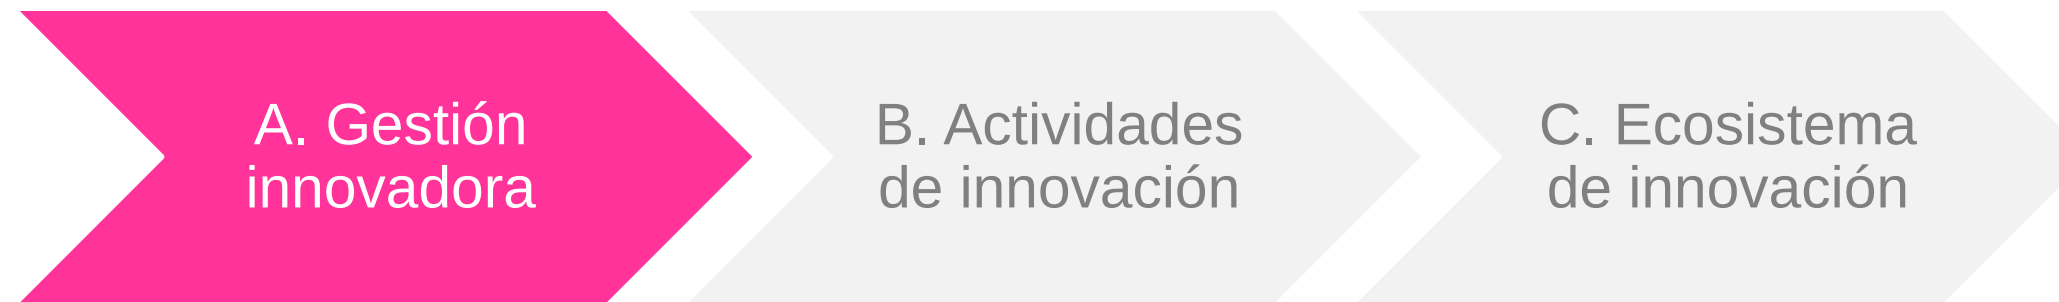 A. Gestión
innovadora
B. Actividades
de innovación
C. Ecosistema
de innovación